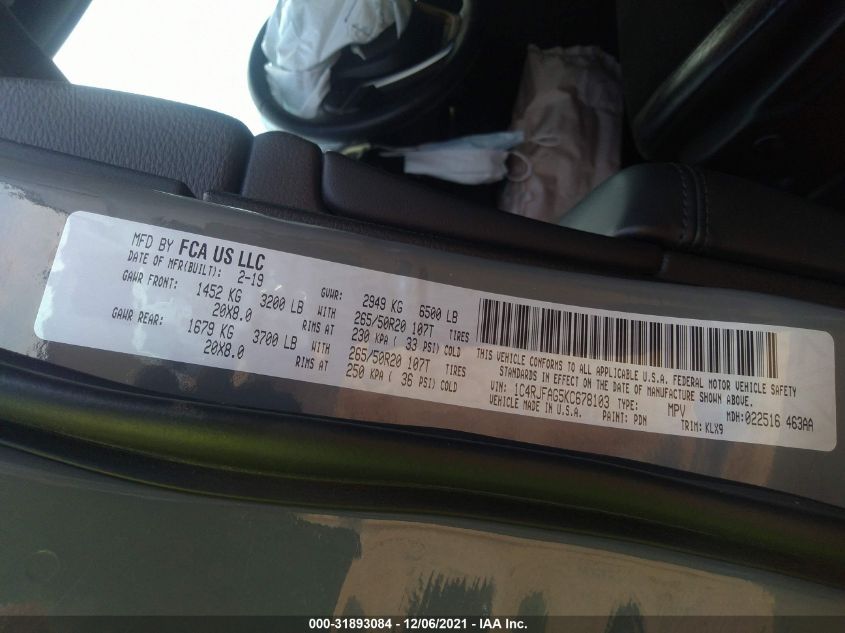 MFD BY FCA US LLC
DATE OF MFR(BUILT): 2-19
GVWR: 2949 KG 6500 LB
GAWR FRONT: 1452 KG 3200 LB WITH 265/50R20 107T TIRES
20X8.0 RIMS AT 230 KPA ( 33 PSI) COLD
GAWR REAR: 1679 KG 3700 LB WITH 265/50R20 107T TIRES
20X8.0 RIMS AT 250 KPA ( 36 PSI) COLD
THIS VEHICLE CONFORMS TO ALL APPLICABLE U.S.A. FEDERAL MOTOR VEHICLE SAFETY
STANDARDS IN EFFECT ON THE DATE OF MANUFACTURE SHOWN ABOVE.
VIN: 1C4RJFAG5KC678103 MPV MDH:022516 463AA
VEHICLE MADE IN U.S.A. PAINT: PDN TRIM: KLX9
000-31893084 - 12/06/2021 - IAA Inc.